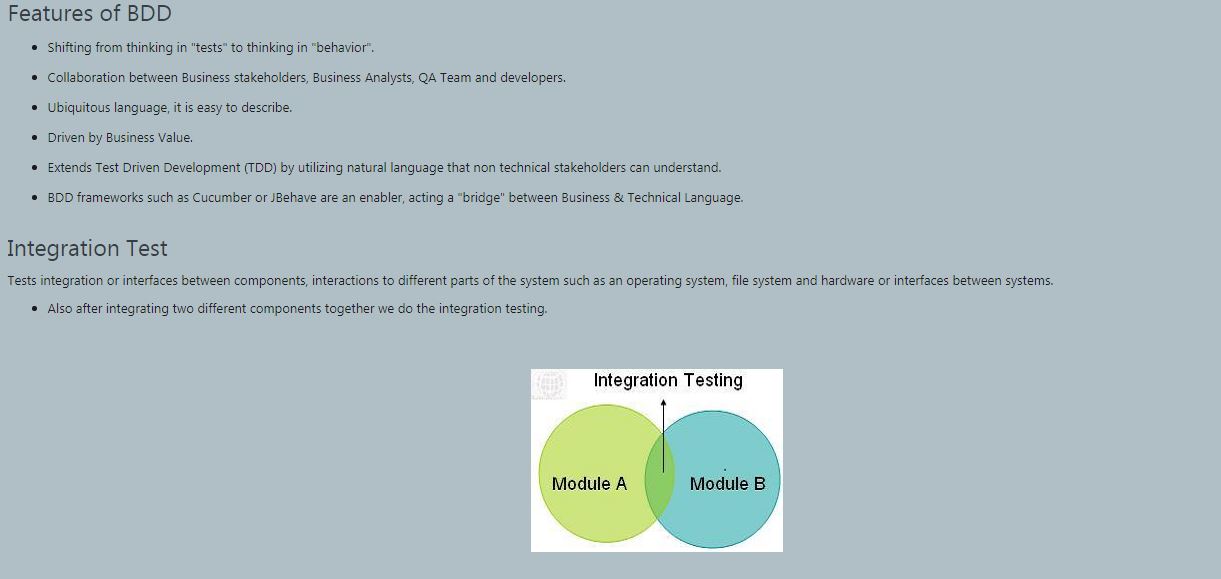 Features of BDD
Shifting from thinking in "tests" to thinking in "behavior".
Collaboration between Business stakeholders, Business Analysts, QA Team and developers.
Ubiquitous language, it is easy to describe.
Driven by Business Value.
Extends Test Driven Development (TDD) by utilizing natural language that non technical stakeholders can understand.
BDD frameworks such as Cucumber or JBehave are an enabler, acting a "bridge" between Business & Technical Language.
Integration Test
Tests integration or interfaces between components, interactions to different parts of the system such as an operating system, file system and hardware or interfaces between systems.
Also after integrating two different components together we do the integration testing.
Integration Testing
Module A
Module B